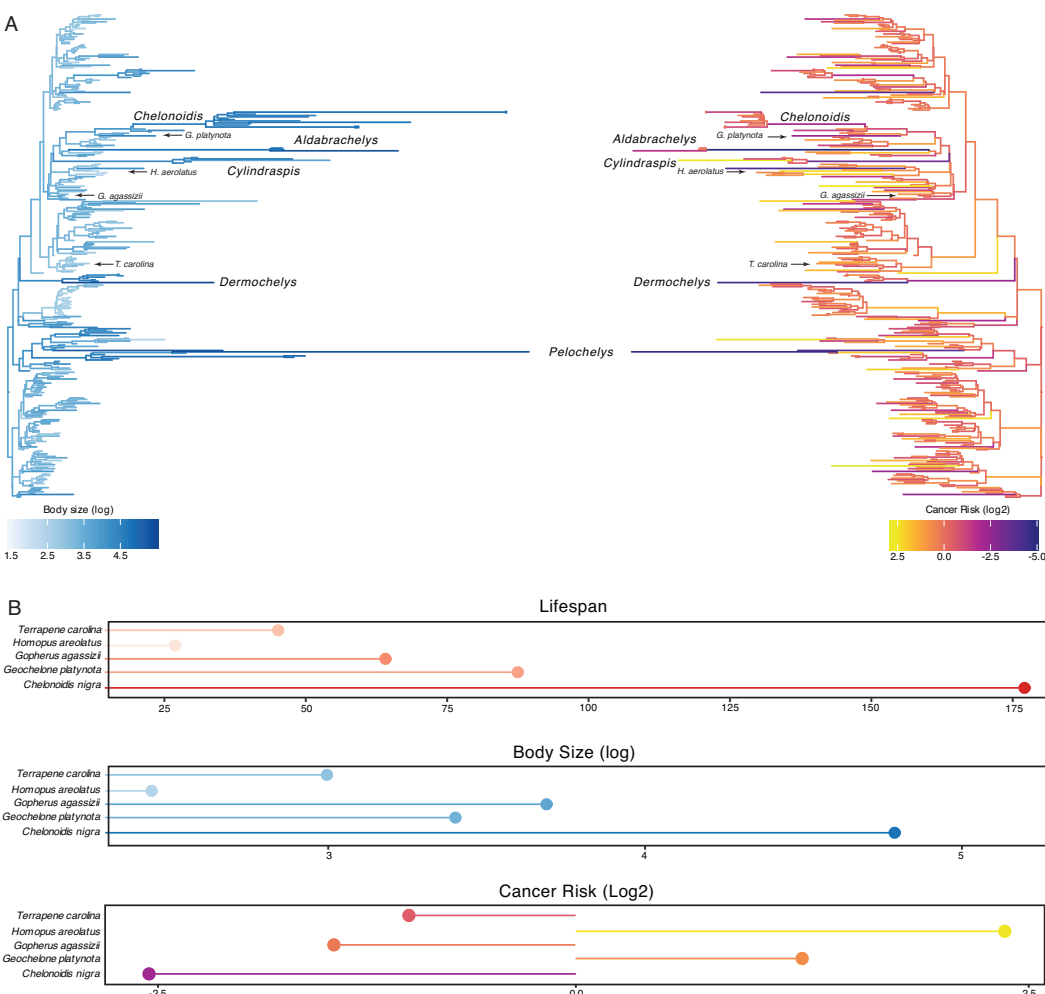 A
Chelonoidis
G. platynota
Aldabrachelys
H. aerolatus
Cylindraspis
G. agassizii
T. carolina
Dermochelys
Pelochelys
Chelonoidis
G. platynota
Aldabrachelys
Cylindraspis
H. aerolatus
G. agassizii
T. carolina
Dermochelys
Body size (log)
1.5 2.5 3.5 4.5
Cancer Risk (log2)
2.5 0.0 -2.5 -5.0
B
Lifespan
Terrapene carolina
Homopus areolatus
Gopherus agassizii
Geochelone platynota
Chelonoidis nigra
25 50 75 100 125 150 175
Body Size (log)
Terrapene carolina
Homopus areolatus
Gopherus agassizii
Geochelone platynota
Chelonoidis nigra
3 4 5
Cancer Risk (Log2)
Terrapene carolina
Homopus areolatus
Gopherus agassizii
Geochelone platynota
Chelonoidis nigra
-2.5 0.0 2.5